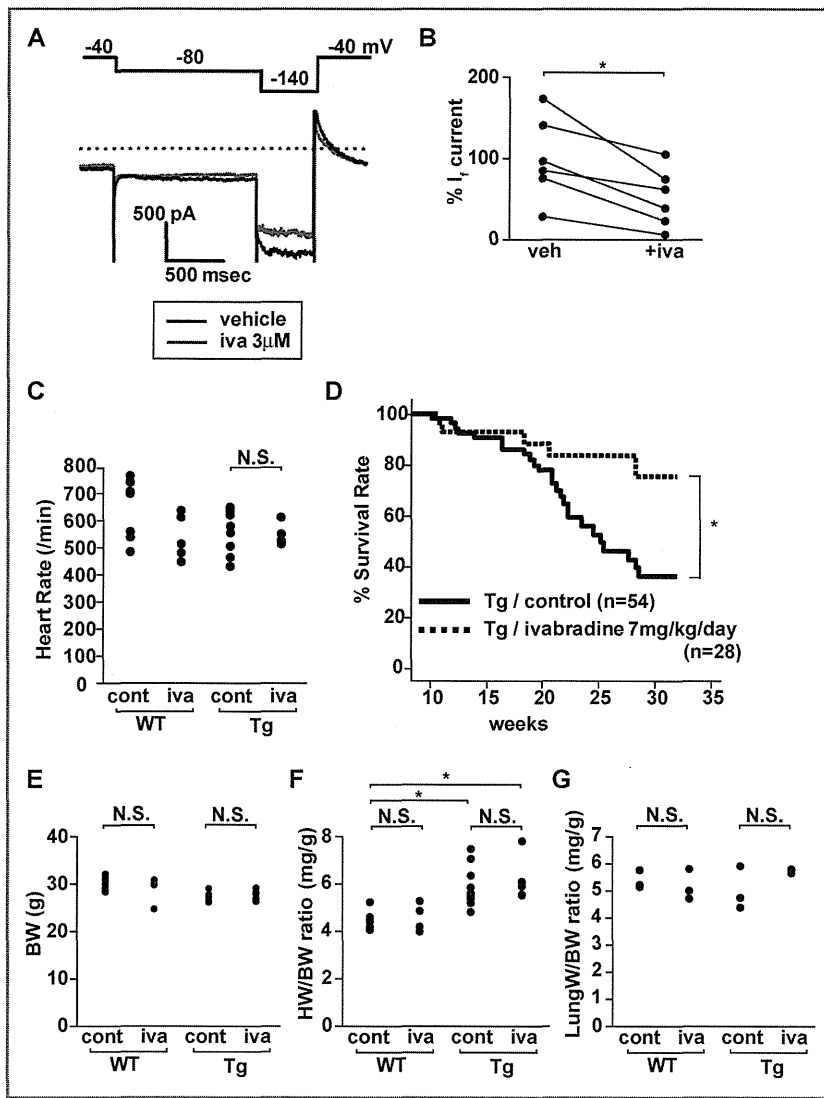 A
-40 -80 -140 -40 mV
500 pA
500 msec
vehicle
iva 3μM
B
*
200
100
0
% If current
veh +iva
C
N.S.
800
700
600
500
400
300
200
100
0
Heart Rate (/min)
cont iva cont iva
WT Tg
D
100
80
60
40
20
0
% Survival Rate
*
Tg / control (n=54)
Tg / ivabradine 7mg/kg/day
(n=28)
10 15 20 25 30 35
weeks
E
N.S. N.S.
40
30
20
10
0
BW (g)
cont iva cont iva
WT Tg
F
*
*
N.S. N.S.
8
6
4
2
0
HW/BW ratio (mg/g)
cont iva cont iva
WT Tg
G
N.S. N.S.
7
6
5
4
3
2
1
0
LungW/BW ratio (mg/g)
cont iva cont iva
WT Tg